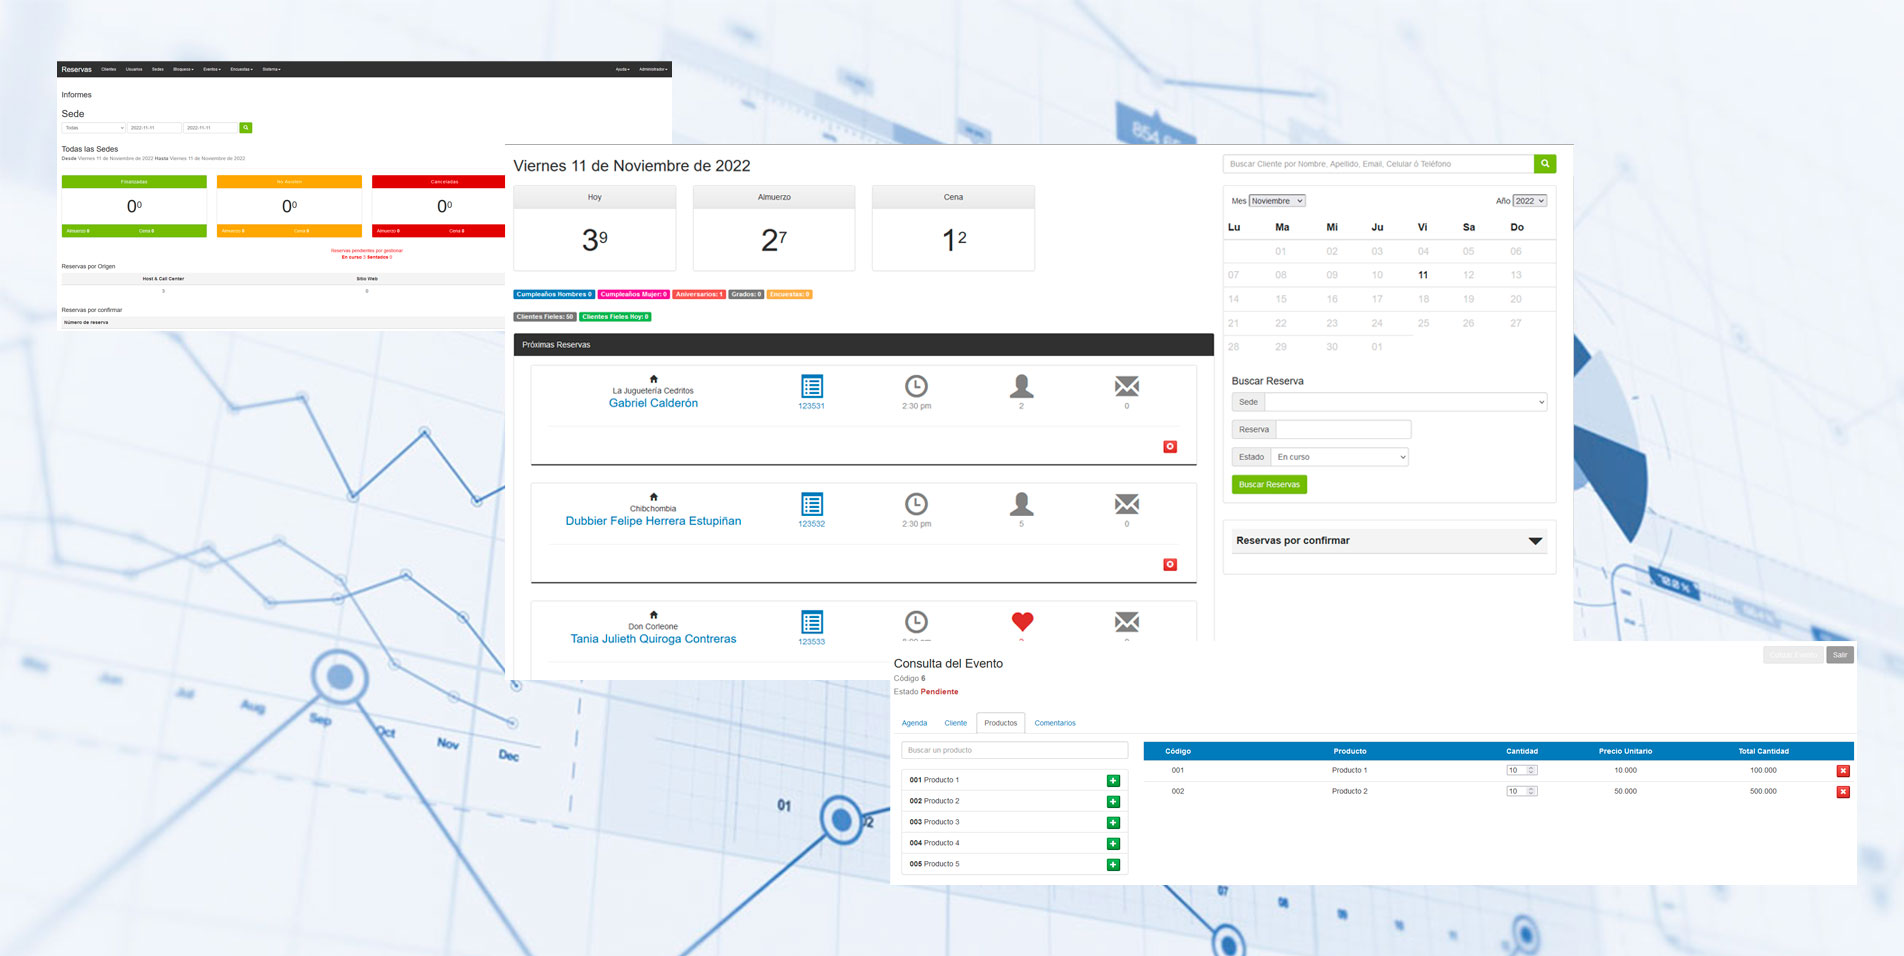 Reservas Clientes Usuarios Sedes Bloqueos Eventos Encuestas Sistema Ayuda Administrador
Informes
Sede
Todas 2022-11-11 2022-11-11
Todas las Sedes
Desde Viernes 11 de Noviembre de 2022 Hasta Viernes 11 de Noviembre de 2022
Finalizadas No Asisten Canceladas
0 0 0 0 0 0
Almuerzo 0 Cena 0 Almuerzo 0 Cena 0 Almuerzo 0 Cena 0
Reservas pendientes por gestionar
En curso 3 Sentados 0
Reservas por Origen
Host & Call Center Sitio Web
3 9
Reservas por confirmar
Número de reserva
Viernes 11 de Noviembre de 2022
Hoy Almuerzo Cena
3 9 2 7 1 2
Cumpleaños Hombres 0 Cumpleaños Mujer: 0 Aniversarios: 1 Grados: 0 Encuestas: 0
Clientes Fieles: 50 Clientes Fieles Hoy: 0
Próximas Reservas
La Juguetería Cedritos
Gabriel Calderón 123531 2:30 pm 2 0
Chibchombia
Dubbier Felipe Herrera Estupiñan 123532 2:30 pm 5 0
Don Corleone
Tania Julieth Quiroga Contreras 123533
Buscar Cliente por Nombre, Apellido, Email, Celular ó Teléfono
Mes Noviembre Año 2022
Lu Ma Mi Ju Vi Sa Do
01 02 03 04 05 06
07 08 09 10 11 12 13
14 15 16 17 18 19 20
21 22 23 24 25 26 27
28 29 30 01
Buscar Reserva
Sede
Reserva
Estado En curso
Buscar Reservas
Reservas por confirmar
Consulta del Evento
Cotizar Evento Salir
Código 6
Estado Pendiente
Agenda Cliente Productos Comentarios
Buscar un producto
001 Producto 1
002 Producto 2
003 Producto 3
004 Producto 4
005 Producto 5
Código Producto Cantidad Precio Unitario Total Cantidad
001 Producto 1 10 10.000 100.000
002 Producto 2 10 50.000 500.000
Jun Jul Aug Sep Oct Nov Dec
01 02
07 08 09 10 11